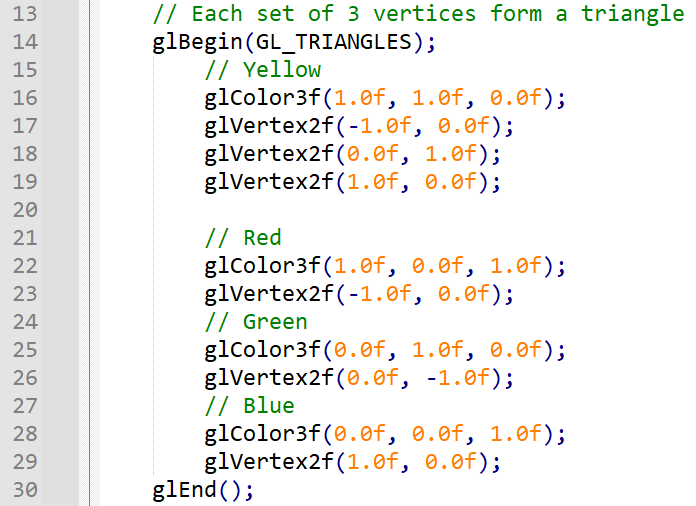 13 // Each set of 3 vertices form a triangle
14 glBegin(GL_TRIANGLES);
15 // Yellow
16 glColor3f(1.0f, 1.0f, 0.0f);
17 glVertex2f(-1.0f, 0.0f);
18 glVertex2f(0.0f, 1.0f);
19 glVertex2f(1.0f, 0.0f);
20
21 // Red
22 glColor3f(1.0f, 0.0f, 1.0f);
23 glVertex2f(-1.0f, 0.0f);
24 // Green
25 glColor3f(0.0f, 1.0f, 0.0f);
26 glVertex2f(0.0f, -1.0f);
27 // Blue
28 glColor3f(0.0f, 0.0f, 1.0f);
29 glVertex2f(1.0f, 0.0f);
30 glEnd();